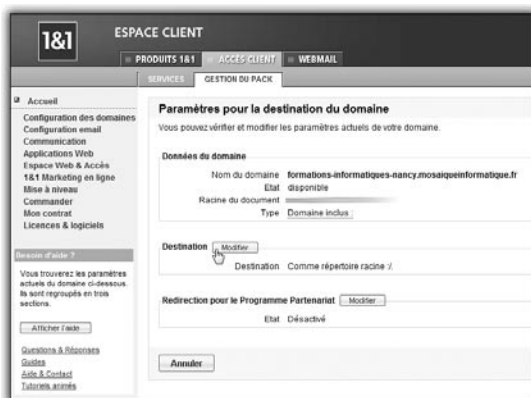 1&1
ESPACE CLIENT
PRODUITS 1&1
ACCÈS CLIENT
WEBMAIL
SERVICES
GESTION DU PACK
Accueil
Configuration des domaines
Configuration email
Communication
Applications Web
Espace Web & Accès
1&1 Marketing en ligne
Mise à niveau
Commander
Mon contrat
Licences & logiciels
Besoin d'aide ?
Vous trouverez les paramètres
actuels du domaine ci-dessous.
Ils sont regroupés en trois
sections.
Afficher l'aide
Questions & Réponses
Guides
Aide & Contact
Tutoriels animés
Paramètres pour la destination du domaine
Vous pouvez vérifier et modifier les paramètres actuels de votre domaine.
Données du domaine
Nom du domaine formations-informatiques-nancy.mosaiqueinformatique.fr
Etat disponible
Racine du document
Type Domaine inclus :
Destination Modifier
Destination Comme répertoire racine :/.
Redirection pour le Programme Partenariat Modifier
Etat Désactivé
Annuler